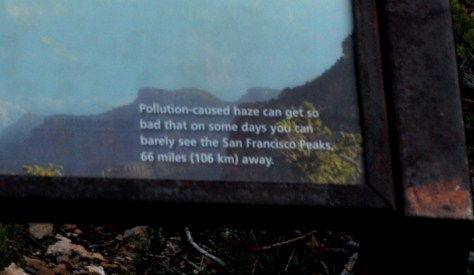 Pollution-caused haze can get so
bad that on some days you can
barely see the San Francisco Peaks,
66 miles (106 km) away.